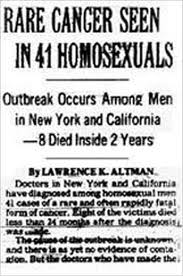 RARE CANCER SEEN
IN 41 HOMOSEXUALS
Outbreak Occurs Among Men
in New York and California
—8 Died Inside 2 Years
By LAWRENCE K. ALTMAN
Doctors in New York and California
have diagnosed among homosexual men
41 cases of a rare and often rapidly fatal
form of cancer. Eight of the victims died
less than 24 months after the diagnosis
was made.
The cause of the outbreak is unknown,
and there is as yet no evidence of conta-
gion. But the doctors who have made the